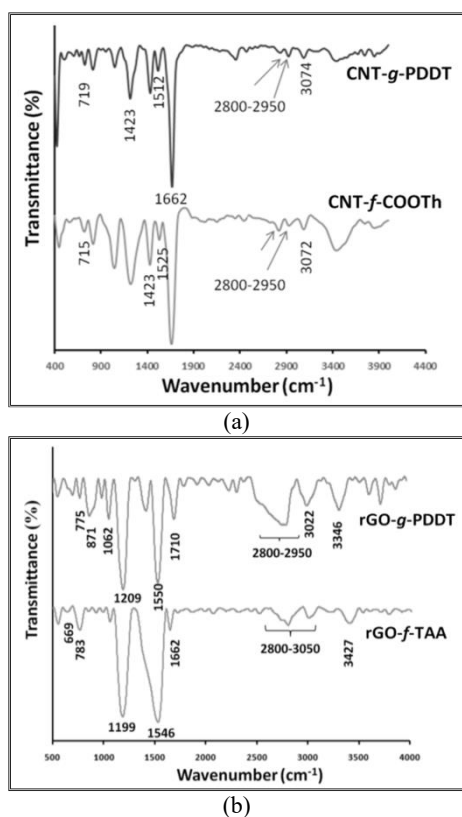 CNT-g-PDDT
719
1423
1512
2800-2950
3074
1662
CNT-f-COOTh
715
1423
1525
2800-2950
3072
Transmittance (%)
400 900 1400 1900 2400 2900 3400 3900 4400
Wavenumber (cm⁻¹)
(a)
rGO-g-PDDT
775
871
1062
1209
1550
1710
2800-2950
3022
3346
rGO-f-TAA
669
783
1199
1546
1662
2800-3050
3427
Transmittance (%)
500 1000 1500 2000 2500 3000 3500 4000
Wavenumber (cm⁻¹)
(b)